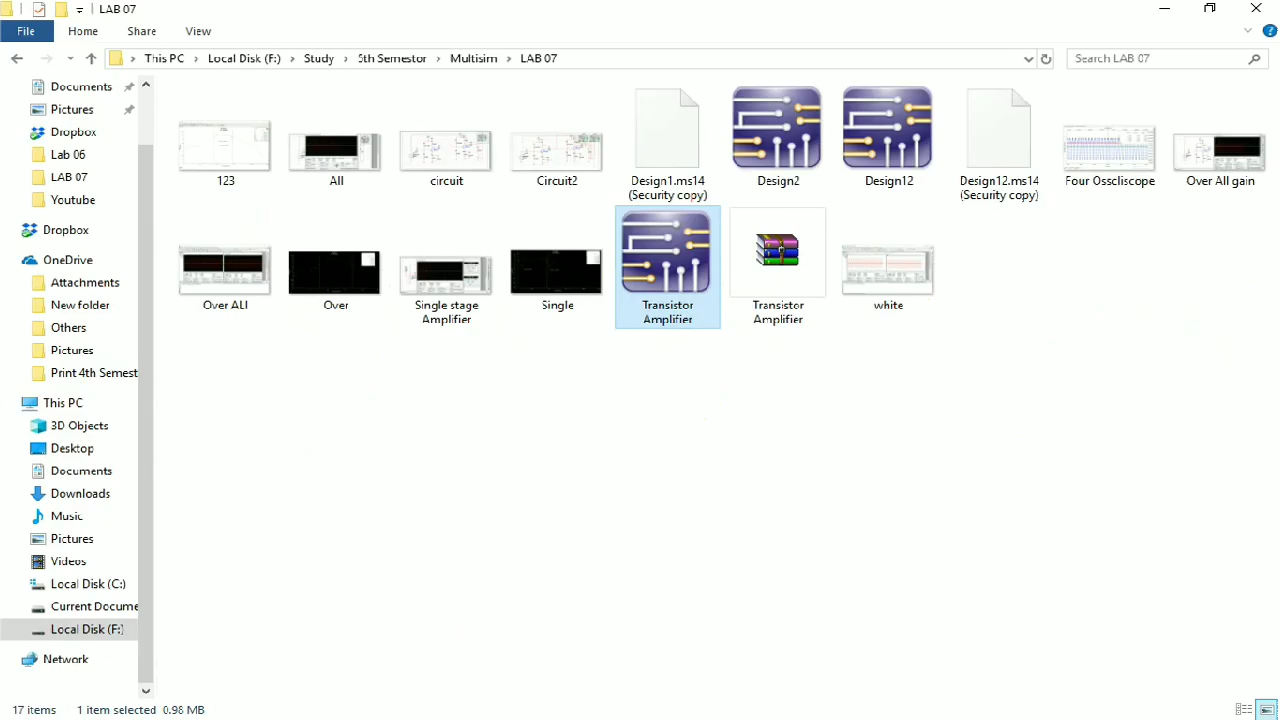 LAB 07
File Home Share View
This PC Local Disk (F:) Study 5th Semestor Multisim LAB 07
Search LAB 07
Documents
Pictures
Dropbox
Lab 06
LAB 07
Youtube
Dropbox
OneDrive
Attachments
New folder
Others
Pictures
Print 4th Semest
This PC
3D Objects
Desktop
Documents
Downloads
Music
Pictures
Videos
Local Disk (C:)
Current Docume
Local Disk (F:)
Network
123
All
circuit
Circuit2
Design1.ms14
(Security copy)
Design2
Design12
Design12.ms14
(Security copy)
Four Osscliscope
Over All gain
Over ALl
Over
Single stage
Amplifier
Single
Transistor
Amplifier
Transistor
Amplifier
white
17 items 1 item selected 0.98 MB